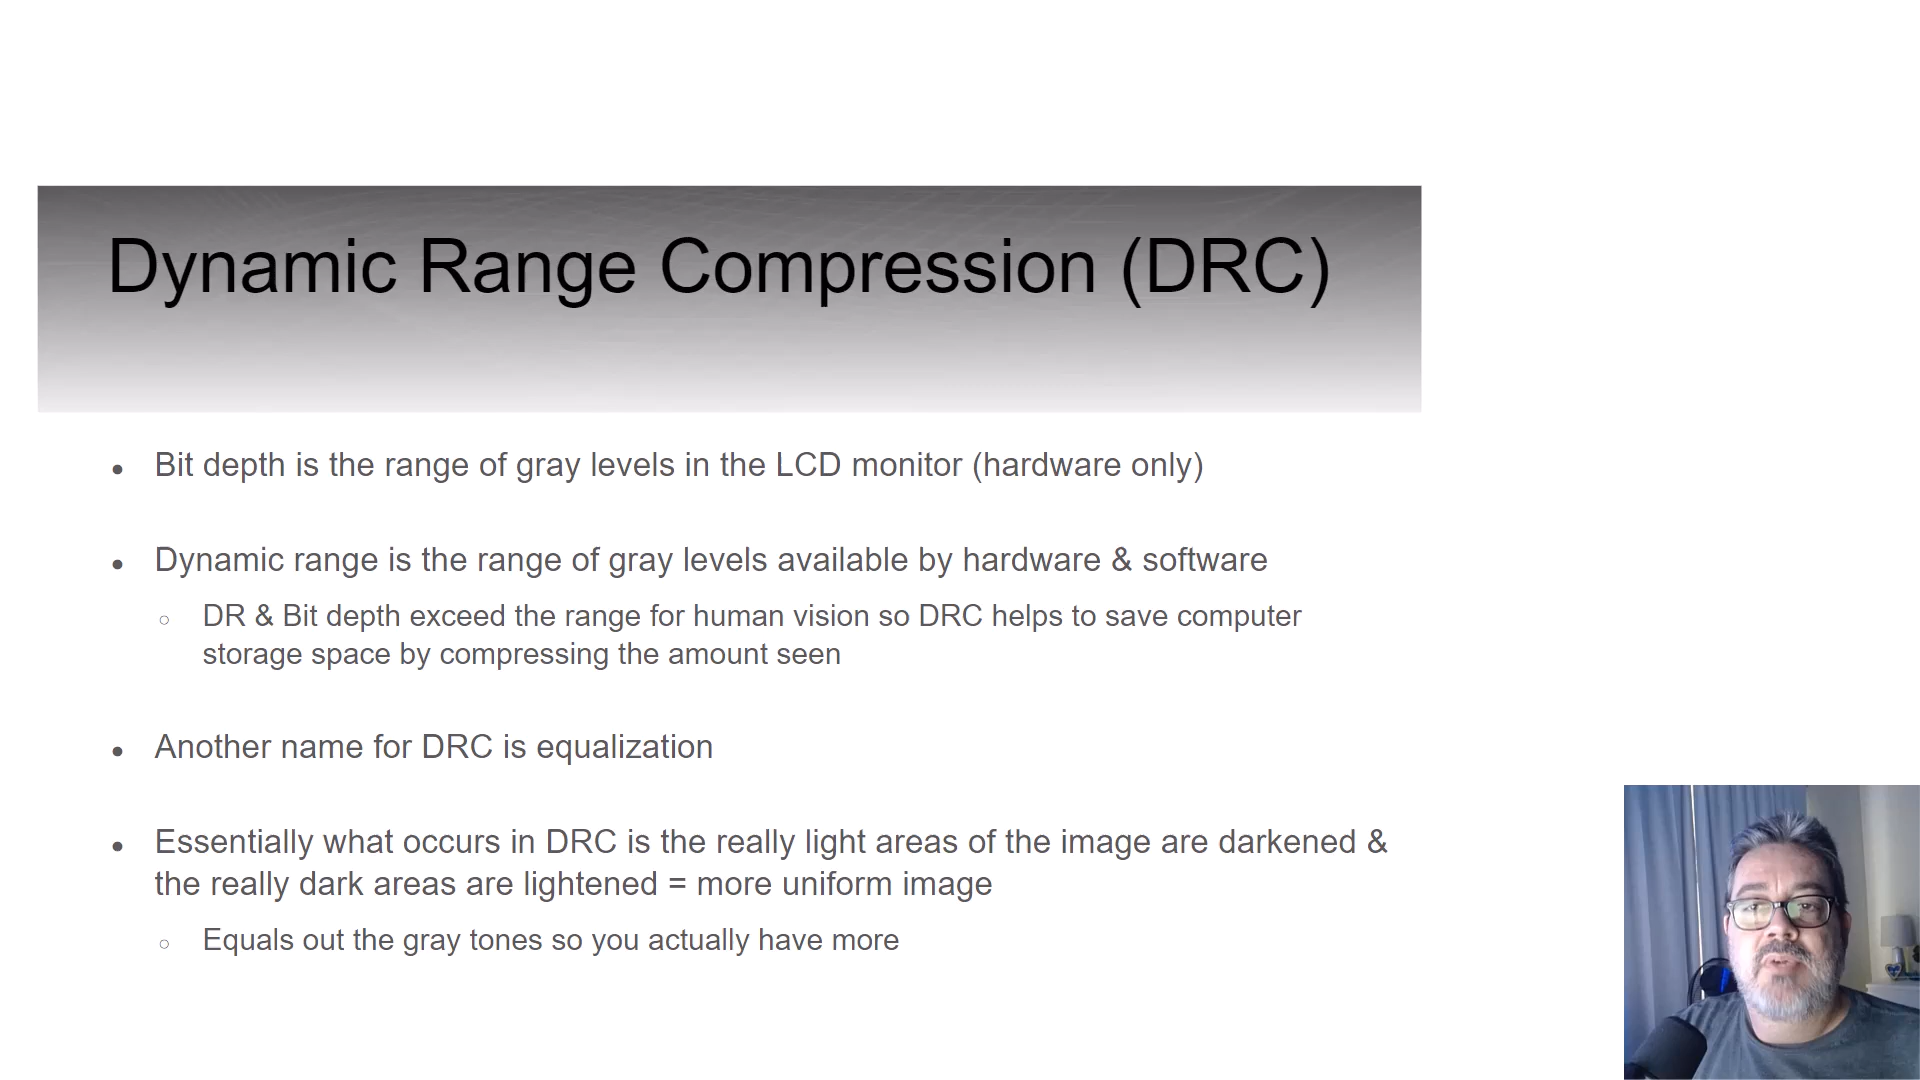 Dynamic Range Compression (DRC)
Bit depth is the range of gray levels in the LCD monitor (hardware only)
Dynamic range is the range of gray levels available by hardware & software
DR & Bit depth exceed the range for human vision so DRC helps to save computer
storage space by compressing the amount seen
Another name for DRC is equalization
Essentially what occurs in DRC is the really light areas of the image are darkened &
the really dark areas are lightened = more uniform image
Equals out the gray tones so you actually have more